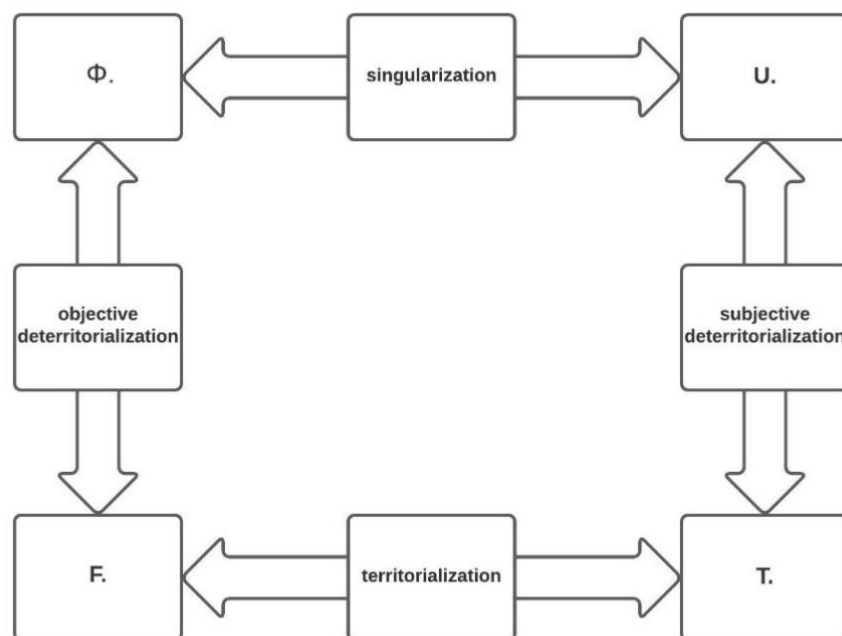 Φ.
singularization
U.
objective
deterritorialization
subjective
deterritorialization
F.
territorialization
T.